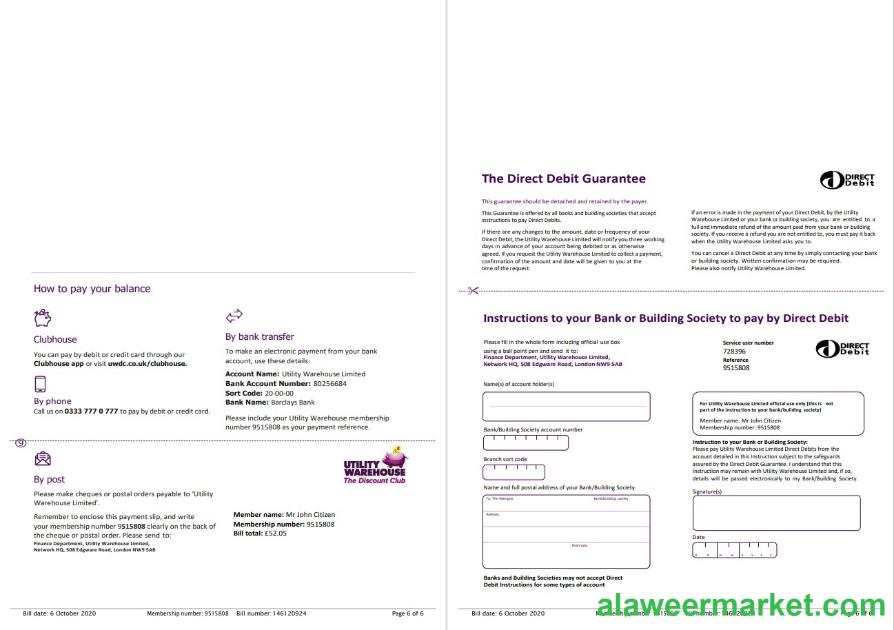 How to pay your balance
Clubhouse
You can pay by debit or credit card through our
Clubhouse app or visit uwdc.co.uk/clubhouse.
By phone
Call us on 0333 777 0 777 to pay by debit or credit card.
By bank transfer
To make an electronic payment from your bank
account, use these details:
Account Name: Utility Warehouse Limited
Bank Account Number: 80256684
Sort Code: 20-00-00
Bank Name: Barclays Bank
Please include your Utility Warehouse membership
number 9515808 as your payment reference.
By post
Please make cheques or postal orders payable to 'Utility
Warehouse Limited'.
Remember to enclose this payment slip, and write
your membership number 9515808 clearly on the back of
the cheque or postal order. Please send to:
Finance Department, Utility Warehouse Limited,
Network HQ, 508 Edgware Road, London NW9 5AB
UTILITY
WAREHOUSE
The Discount Club
Member name: Mr John Citizen
Membership number: 9515808
Bill total: £52.05
Bill date: 6 October 2020 Membership number: 9515808 Bill number: 146120924 Page 6 of 6
The Direct Debit Guarantee
DIRECT
Debit
This guarantee should be detached and retained by the payer.
This Guarantee is offered by all banks and building societies that accept
instructions to pay Direct Debits.
If there are any changes to the amount, date or frequency of your
Direct Debit, the Utility Warehouse Limited will notify you three working
days in advance of your account being debited or as otherwise
agreed. If you request the Utility Warehouse Limited to collect a payment,
confirmation of the amount and date will be given to you at the
time of the request.
If an error is made in the payment of your Direct Debit, by the Utility
Warehouse Limited or your bank or building society, you are entitled to a
full and immediate refund of the amount paid from your bank or building
society. If you receive a refund you are not entitled to, you must pay it back
when the Utility Warehouse Limited asks you to.
You can cancel a Direct Debit at any time by simply contacting your bank
or building society. Written confirmation may be required.
Please also notify Utility Warehouse Limited.
Instructions to your Bank or Building Society to pay by Direct Debit
Please fill in the whole form including official use box
using a ball point pen and send it to:
Finance Department, Utility Warehouse Limited,
Network HQ, 508 Edgware Road, London NW9 5AB
Service user number
728396
Reference
9515808
DIRECT
Debit
Name(s) of account holder(s)
Bank/Building Society account number
Branch sort code
Name and full postal address of your Bank/Building Society
To: The Manager Bank/building society
Address
Postcode
Banks and Building Societies may not accept Direct
Debit Instructions for some types of account
For Utility Warehouse Limited official use only (this is not
part of the instruction to your bank/building society)
Member name: Mr John Citizen
Membership number: 9515808
Instruction to your Bank or Building Society:
Please pay Utility Warehouse Limited Direct Debits from the
account detailed in this Instruction subject to the safeguards
assured by the Direct Debit Guarantee. I understand that this
Instruction may remain with Utility Warehouse Limited and, if so,
details will be passed electronically to my Bank/Building Society.
Signature(s)
Date
Bill date: 6 October 2020
alaweermarket.com